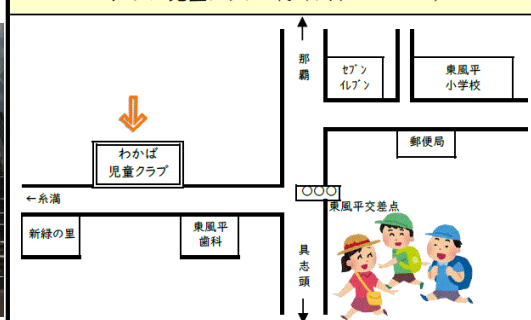 那
覇
セブン
イレブン
東風平
小学校
郵便局
わかば
児童クラブ
←糸満
東風平交差点
新緑の里
東風平
歯科
具
志
頭